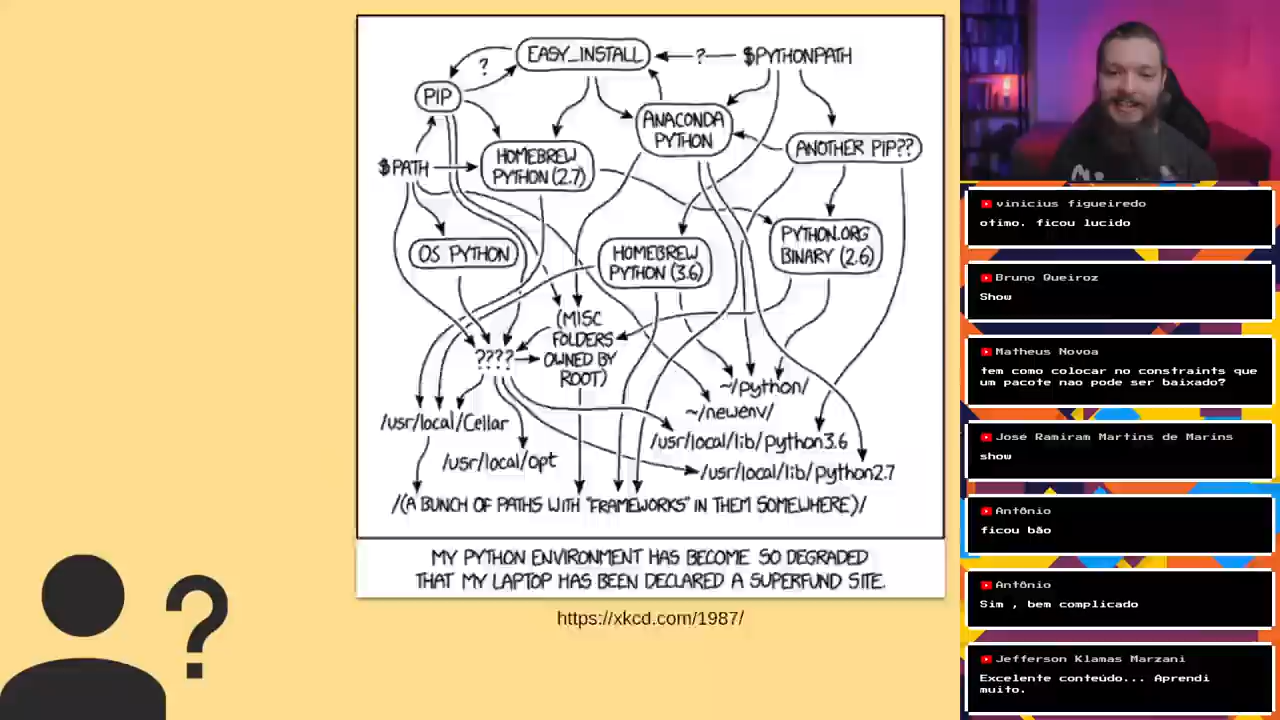 EASY_INSTALL
?
$PYTHONPATH
?
PIP
ANACONDA
PYTHON
ANOTHER PIP??
HOMEBREW
PYTHON (2.7)
$PATH
OS PYTHON
HOMEBREW
PYTHON (3.6)
PYTHON.ORG
BINARY (2.6)
(MISC
FOLDERS
OWNED BY
ROOT)
????
~/python/
~/newenv/
/usr/local/Cellar
/usr/local/lib/python3.6
/usr/local/opt
/usr/local/lib/python2.7
/(A BUNCH OF PATHS WITH "FRAMEWORKS" IN THEM SOMEWHERE)/
MY PYTHON ENVIRONMENT HAS BECOME SO DEGRADED
THAT MY LAPTOP HAS BEEN DECLARED A SUPERFUND SITE.
https://xkcd.com/1987/
?
vinicius figueiredo
otimo. ficou lucido
Bruno Queiroz
Show
Matheus Novoa
tem como colocar no constraints que
um pacote nao pode ser baixado?
José Ramiram Martins de Marins
show
Antônio
ficou bão
Antônio
Sim , bem complicado
Jefferson Klamas Marzani
Excelente conteúdo... Aprendi
muito.